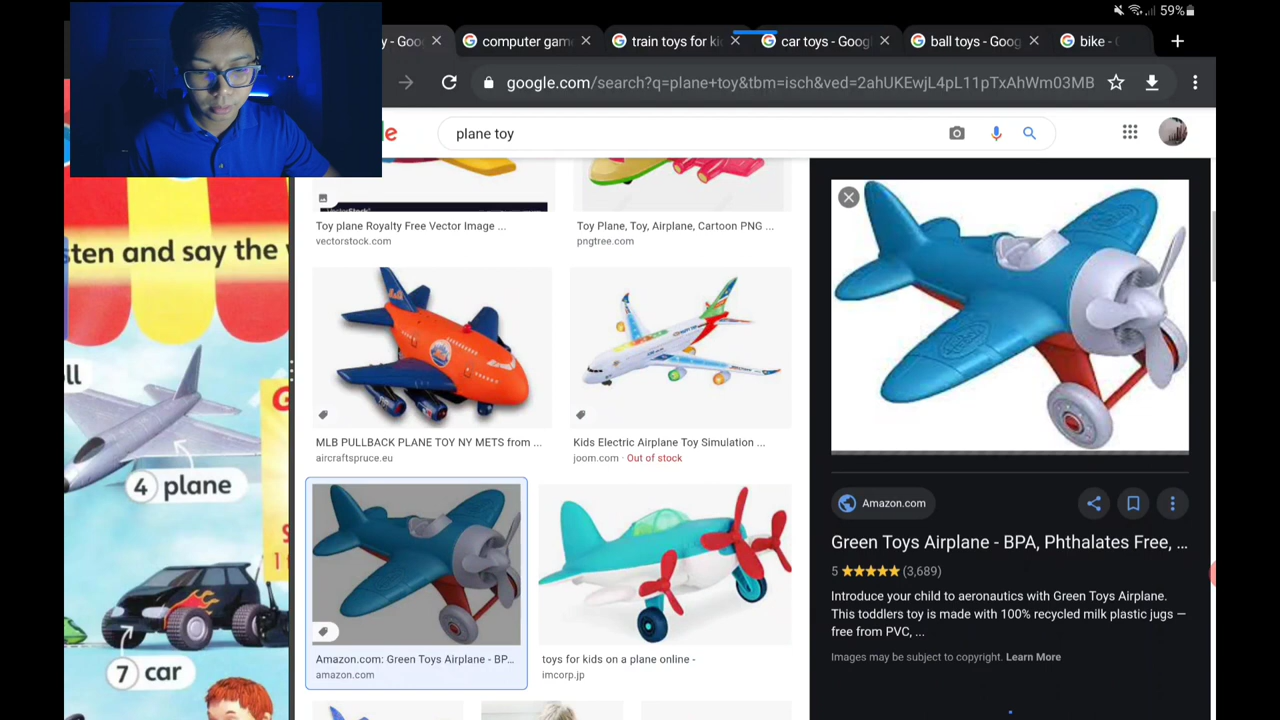 59%
computer gam
train toys for ki
car toys - Googl
ball toys - Goog
bike -
google.com/search?q=plane+toy&tbm=isch&ved=2ahUKEwjL4pL11pTxAhWm03MB
plane toy
sten and say the
4 plane
7 car
Toy plane Royalty Free Vector Image ...
vectorstock.com
Toy Plane, Toy, Airplane, Cartoon PNG ...
pngtree.com
MLB PULLBACK PLANE TOY NY METS from ...
aircraftspruce.eu
Kids Electric Airplane Toy Simulation ...
joom.com · Out of stock
Amazon.com: Green Toys Airplane - BP...
amazon.com
toys for kids on a plane online -
imcorp.jp
Amazon.com
Green Toys Airplane - BPA, Phthalates Free, ...
5 ★★★★★ (3,689)
Introduce your child to aeronautics with Green Toys Airplane.
This toddlers toy is made with 100% recycled milk plastic jugs —
free from PVC, ...
Images may be subject to copyright. Learn More